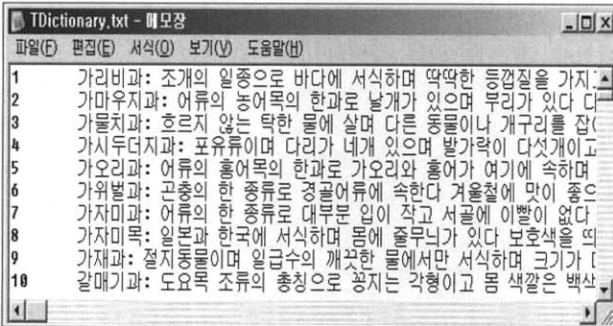 TDictionary.txt - 메모장
파일(F) 편집(E) 서식(O) 보기(V) 도움말(H)
1 가리비과: 조개의 일종으로 바다에 서식하며 딱딱한 등껍질을 가지
2 가마우지과: 어류의 농어목의 한과로 날개가 있으며 부리가 있다
3 가물치과: 흐르지 않는 탁한 물에 살며 다른 동물이나 개구리를
4 가시두더지과: 포유류이며 다리가 네개 있으며 발가락이 다섯개이고
5 가오리과: 어류의 홍어목의 한과로 가오리와 홍어가 여기에 속하며
6 가위벌과: 곤충의 한 종류로 경골어류에 속한다 겨울철에 맛이 좋으
7 가자미과: 어류의 한 종류로 대부분 입이 작고 서골에 이빨이 없다
8 가자미목: 일본과 한국에 서식하며 몸에 줄무늬가 있다 보호색을
9 가재과: 절지동물이며 일급수의 깨끗한 물에서만 서식하며 크기가
10 갈매기과: 도요목 조류의 총칭으로 꽁지는 각형이고 몸 색깔은 백상